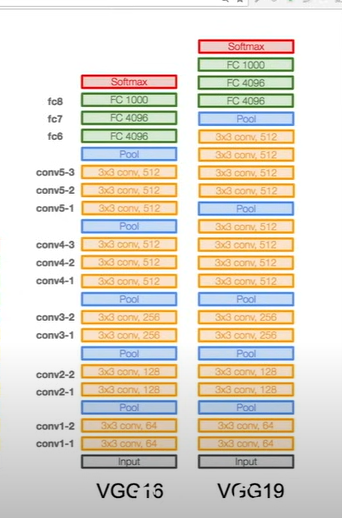 Softmax
fc8 FC 1000
fc7 FC 4096
fc6 FC 4096
Pool
conv5-3 3x3 conv, 512
conv5-2 3x3 conv, 512
conv5-1 3x3 conv, 512
Pool
conv4-3 3x3 conv, 512
conv4-2 3x3 conv, 512
conv4-1 3x3 conv, 512
Pool
conv3-2 3x3 conv, 256
conv3-1 3x3 conv, 256
Pool
conv2-2 3x3 conv, 128
conv2-1 3x3 conv, 128
Pool
conv1-2 3x3 conv, 64
conv1-1 3x3 conv, 64
Input
VGG16
Softmax
FC 1000
FC 4096
FC 4096
Pool
3x3 conv, 512
3x3 conv, 512
3x3 conv, 512
3x3 conv, 512
Pool
3x3 conv, 512
3x3 conv, 512
3x3 conv, 512
3x3 conv, 512
Pool
3x3 conv, 256
3x3 conv, 256
Pool
3x3 conv, 128
3x3 conv, 128
Pool
3x3 conv, 64
3x3 conv, 64
Input
VGG19